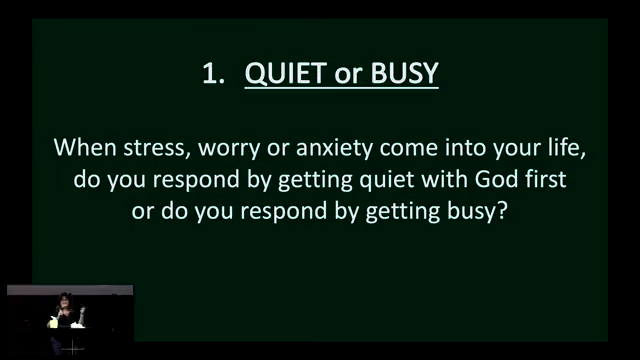 1. QUIET or BUSY
When stress, worry or anxiety come into your life,
do you respond by getting quiet with God first
or do you respond by getting busy?